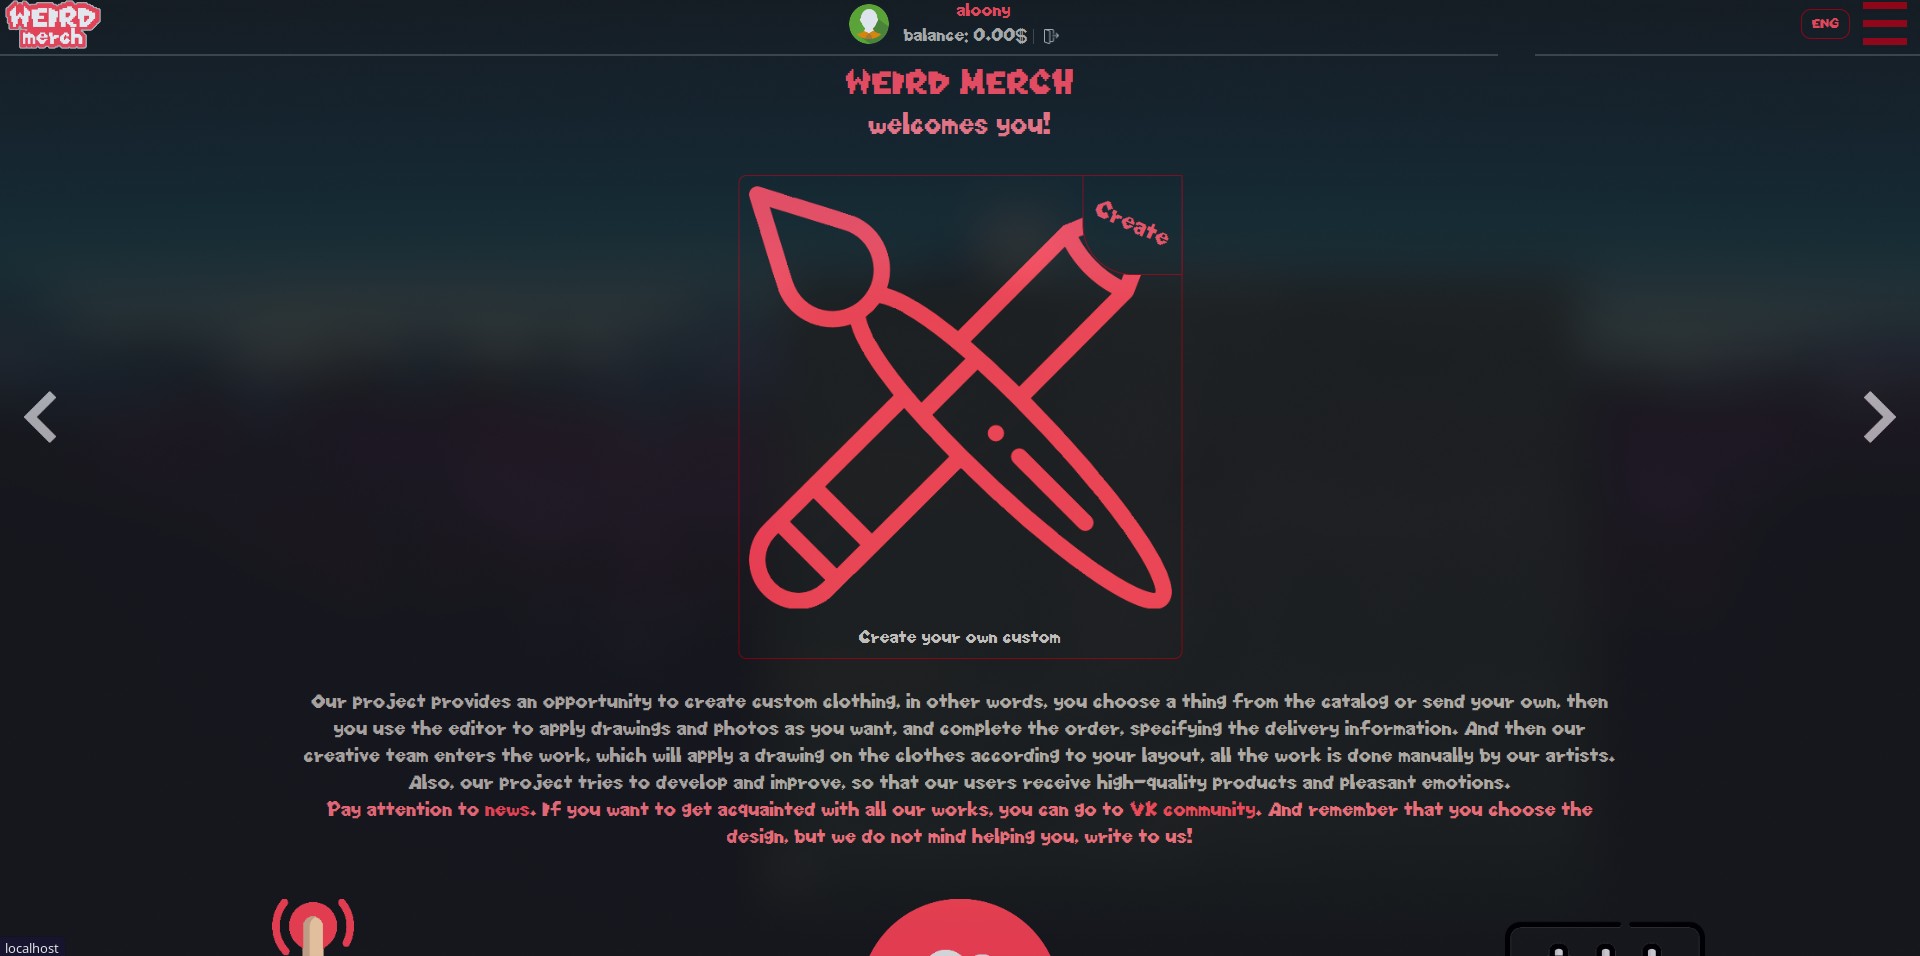 WEIRD
merch
aloony
balance: 0.00$
ENG
WEIRD MERCH
welcomes you!
Create
Create your own custom
Our project provides an opportunity to create custom clothing, in other words, you choose a thing from the catalog or send your own, then
you use the editor to apply drawings and photos as you want, and complete the order, specifying the delivery information. And then our
creative team enters the work, which will apply a drawing on the clothes according to your layout, all the work is done manually by our artists.
Also, our project tries to develop and improve, so that our users receive high-quality products and pleasant emotions.
Pay attention to news. If you want to get acquainted with all our works, you can go to VK community. And remember that you choose the
design, but we do not mind helping you, write to us!
localhost